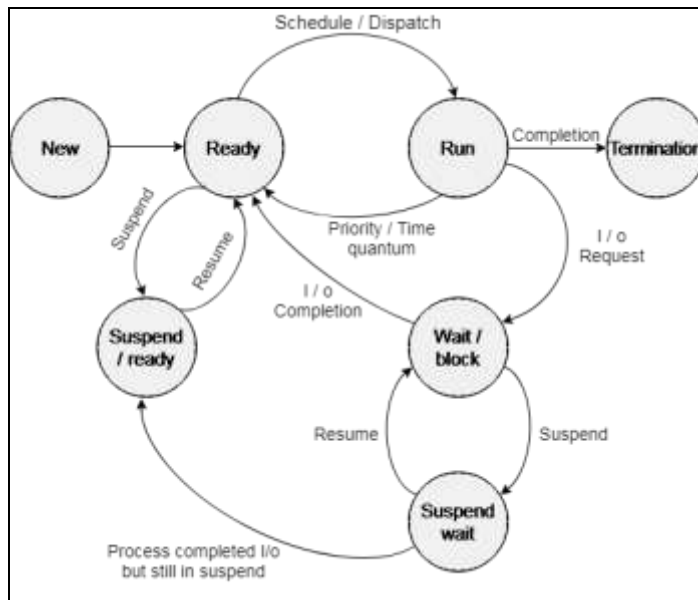 Schedule / Dispatch
New
Ready
Run
Completion
Termination
Priority / Time
quantum
I / o
Request
Suspend
Resume
I / o
Completion
Suspend
/ ready
Wait /
block
Resume
Suspend
Suspend
wait
Process completed I/o
but still in suspend